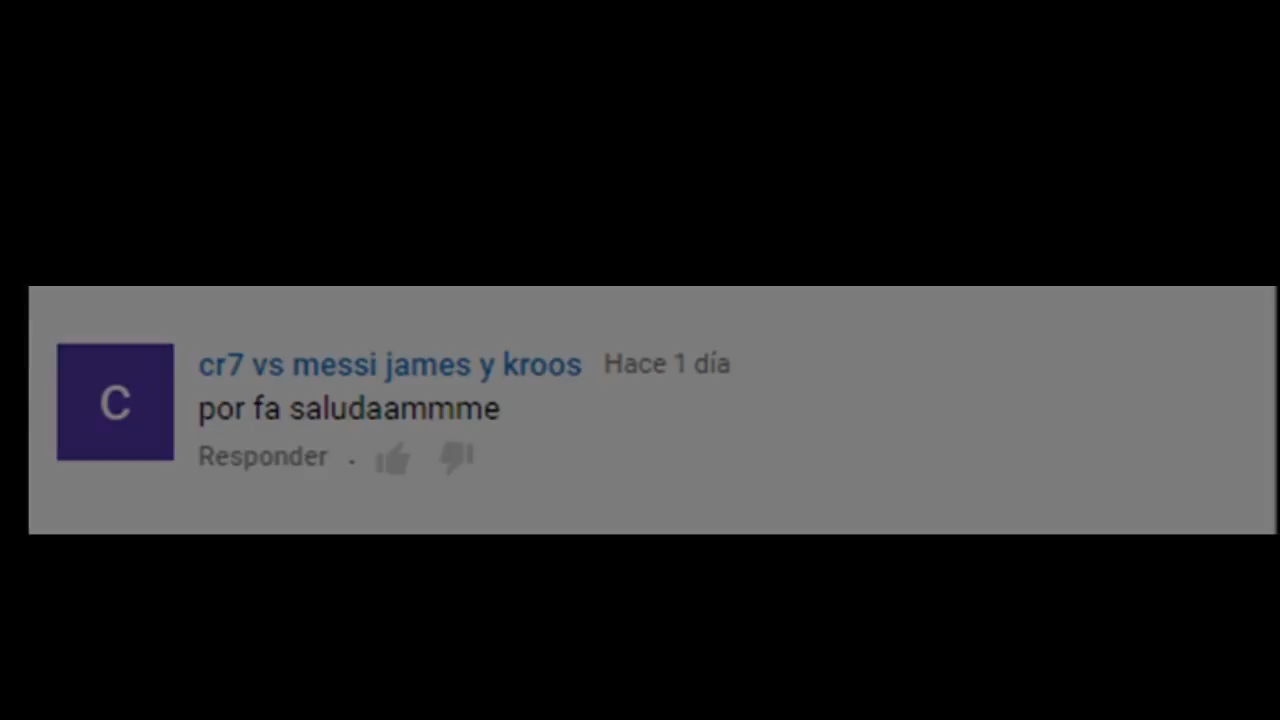 C
cr7 vs messi james y kroos Hace 1 día
por fa saludaammme
Responder .